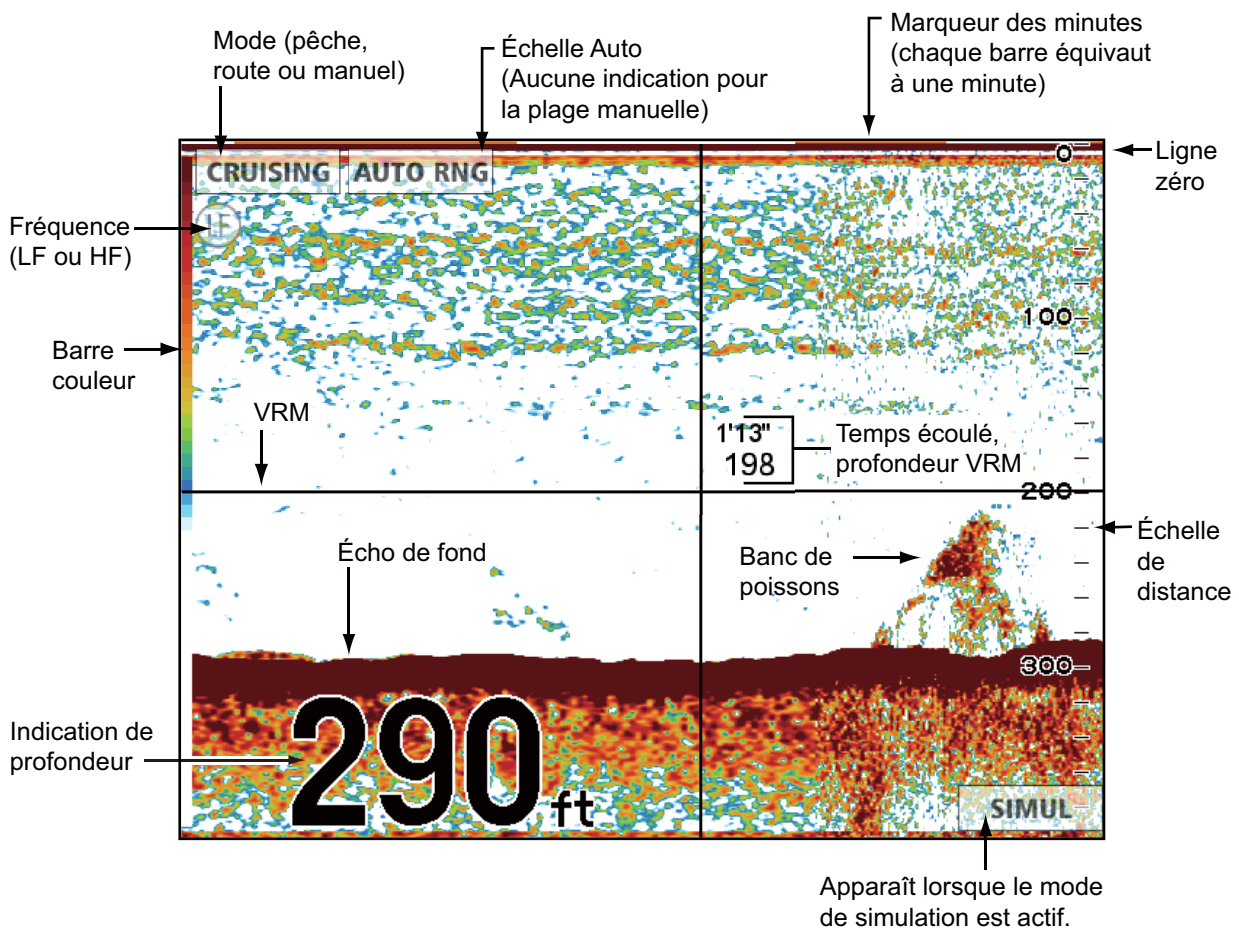 Mode (pêche,
route ou manuel)
Échelle Auto
(Aucune indication pour
la plage manuelle)
Marqueur des minutes
(chaque barre équivaut
à une minute)
CRUISING
AUTO RNG
0
Ligne
zéro
Fréquence
(LF ou HF)
LF
100
Barre
couleur
VRM
1'13"
198
Temps écoulé,
profondeur VRM
200
Écho de fond
Banc de
poissons
Échelle
de
distance
300
Indication de
profondeur
290 ft
SIMUL
Apparaît lorsque le mode
de simulation est actif.